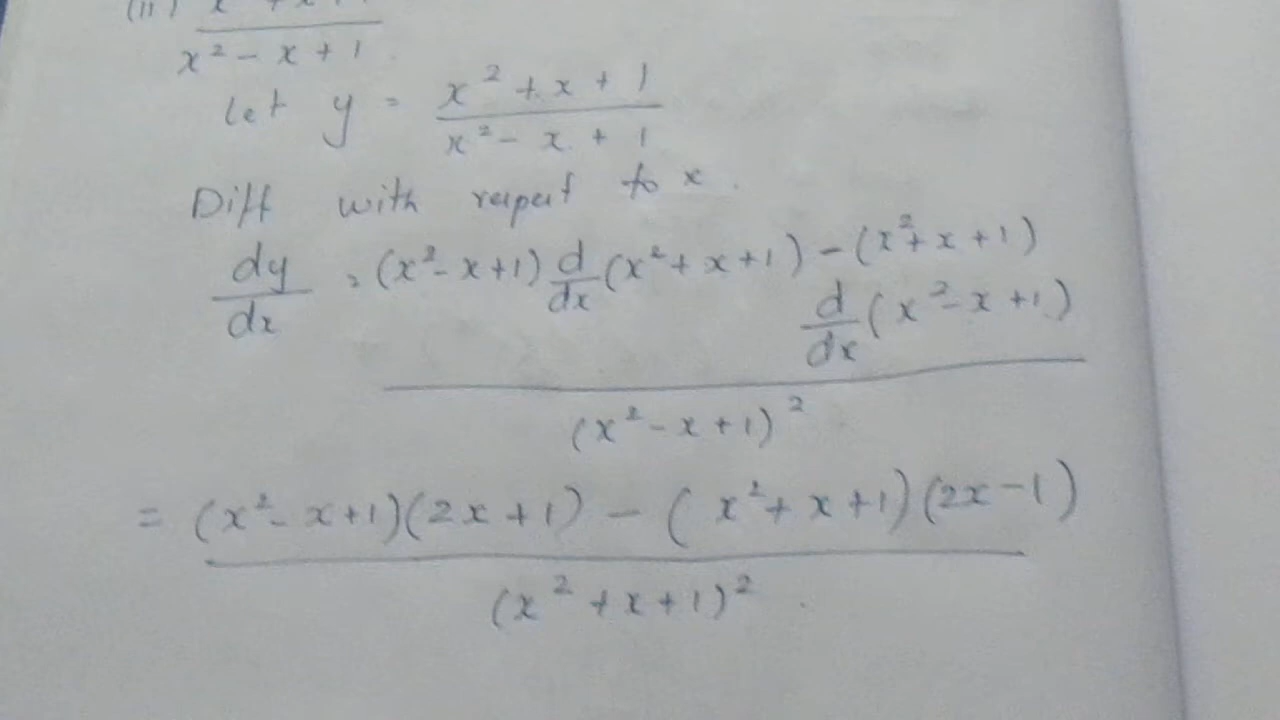 (ii)
x² - x + 1
Let y = x² + x + 1
x² - x + 1
Diff with respect to x.
dy/dx = (x² - x + 1) d/dx (x² + x + 1) - (x² + x + 1)
d/dx (x² - x + 1)
(x² - x + 1)²
= (x² - x + 1)(2x + 1) - (x² + x + 1)(2x - 1)
(x² + x + 1)²